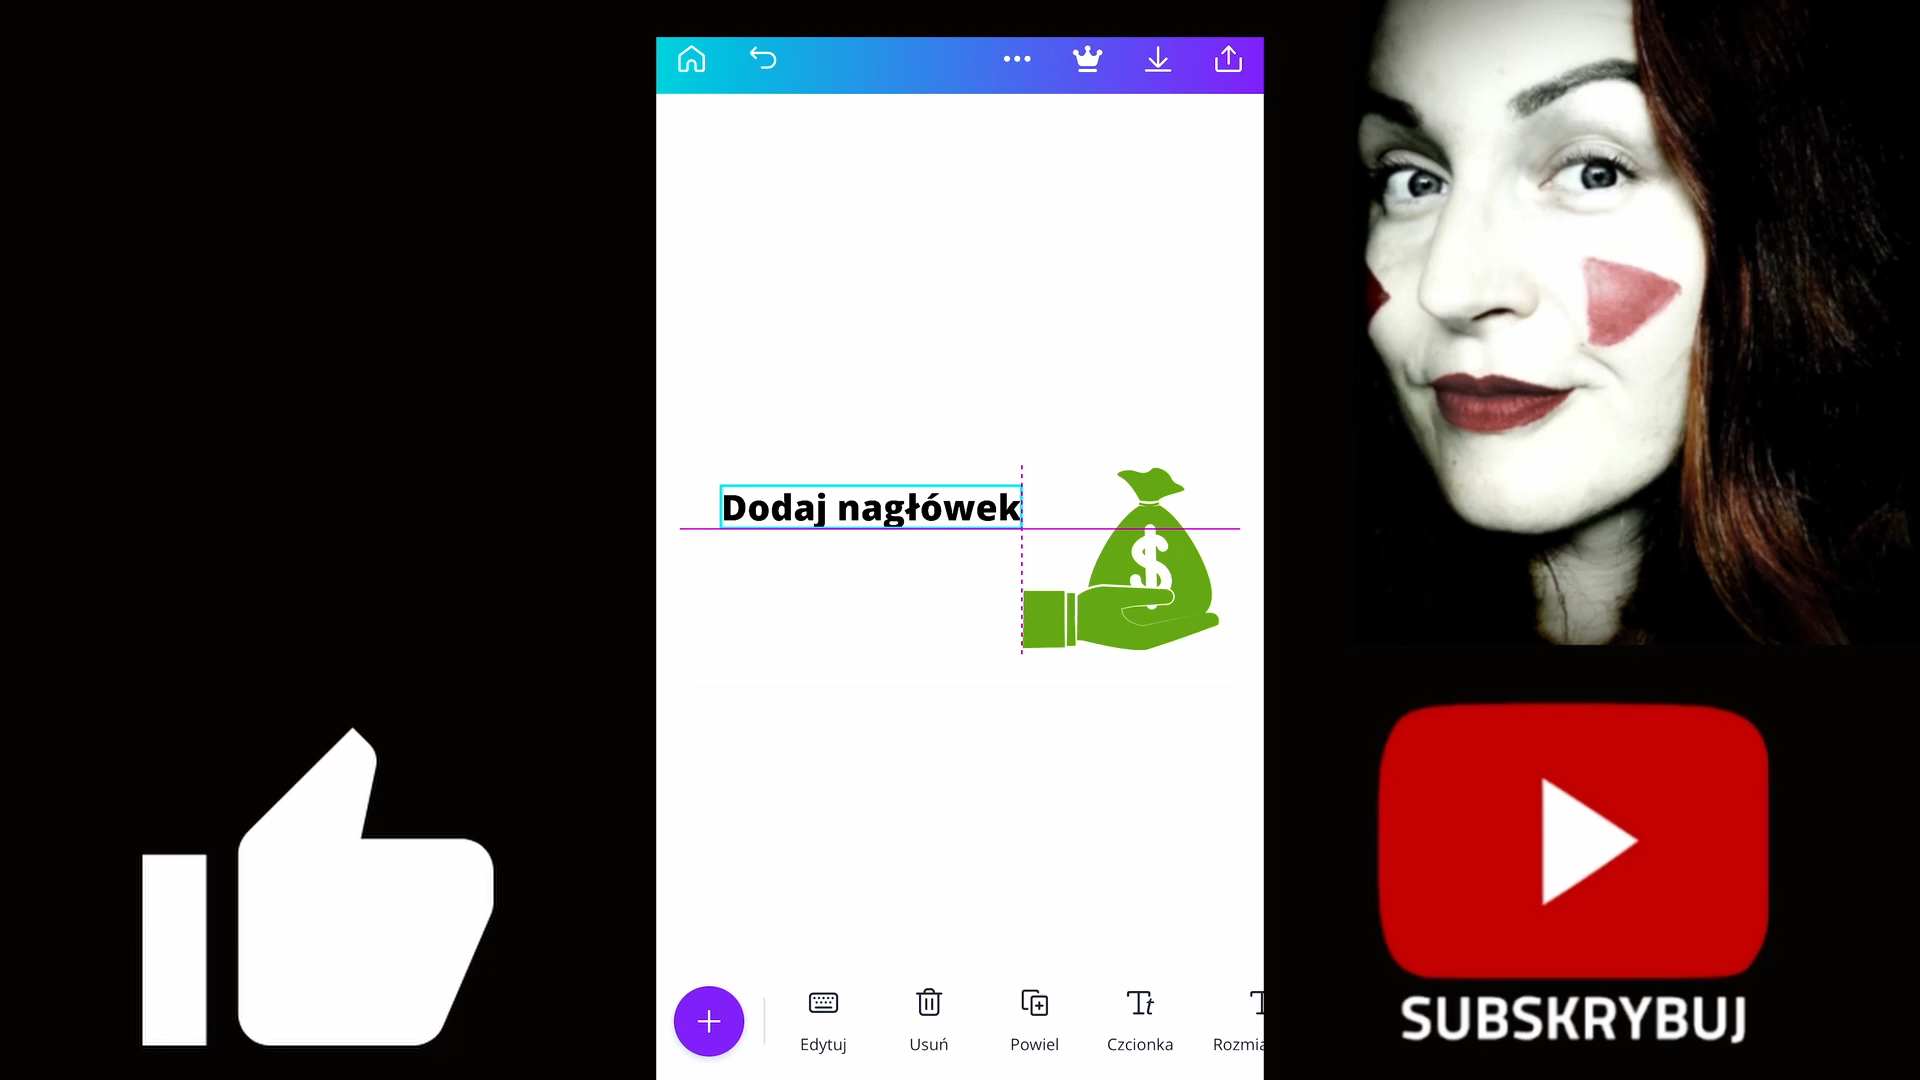 Dodaj nagłówek
$
Edytuj
Usuń
Powiel
Czcionka
Rozmia
SUBSKRYBUJ